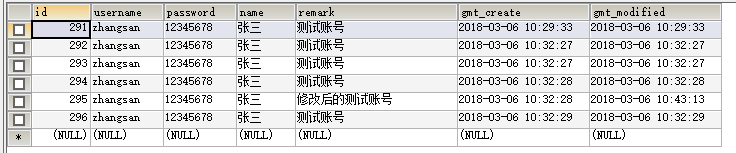 id username password name remark gmt_create gmt_modified
291 zhangsan 12345678 张三 测试账号 2018-03-06 10:29:33 2018-03-06 10:29:33
292 zhangsan 12345678 张三 测试账号 2018-03-06 10:32:27 2018-03-06 10:32:27
293 zhangsan 12345678 张三 测试账号 2018-03-06 10:32:27 2018-03-06 10:32:27
294 zhangsan 12345678 张三 测试账号 2018-03-06 10:32:28 2018-03-06 10:32:28
295 zhangsan 12345678 张三 修改后的测试账号 2018-03-06 10:32:28 2018-03-06 10:43:13
296 zhangsan 12345678 张三 测试账号 2018-03-06 10:32:29 2018-03-06 10:32:29
* (NULL) (NULL) (NULL) (NULL) (NULL) (NULL) (NULL)